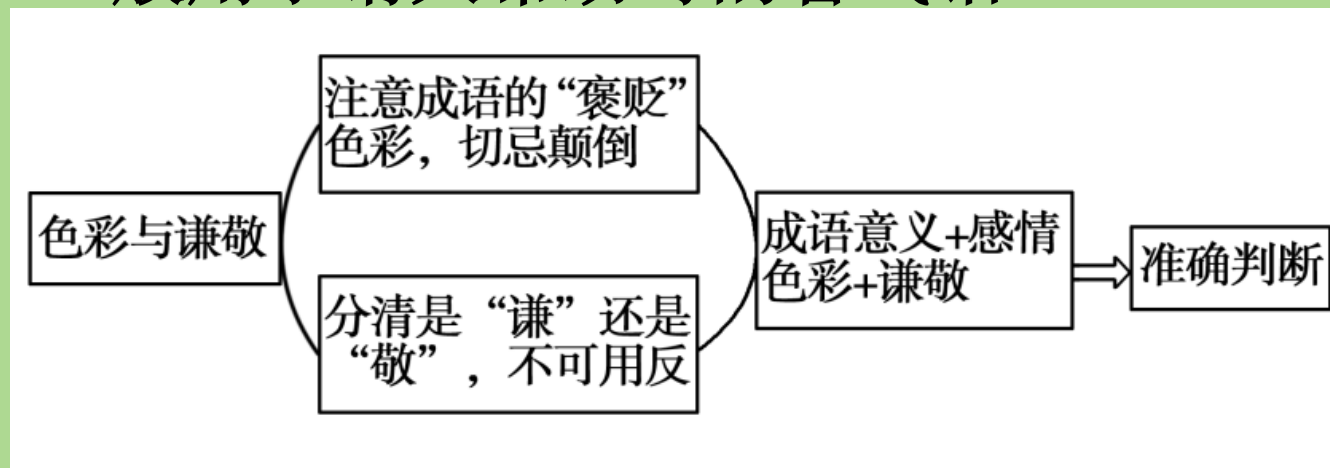 色彩与谦敬
注意成语的“褒贬”
色彩，切忌颠倒
分清是“谦”还是
“敬”，不可用反
成语意义+感情
色彩+谦敬
准确判断